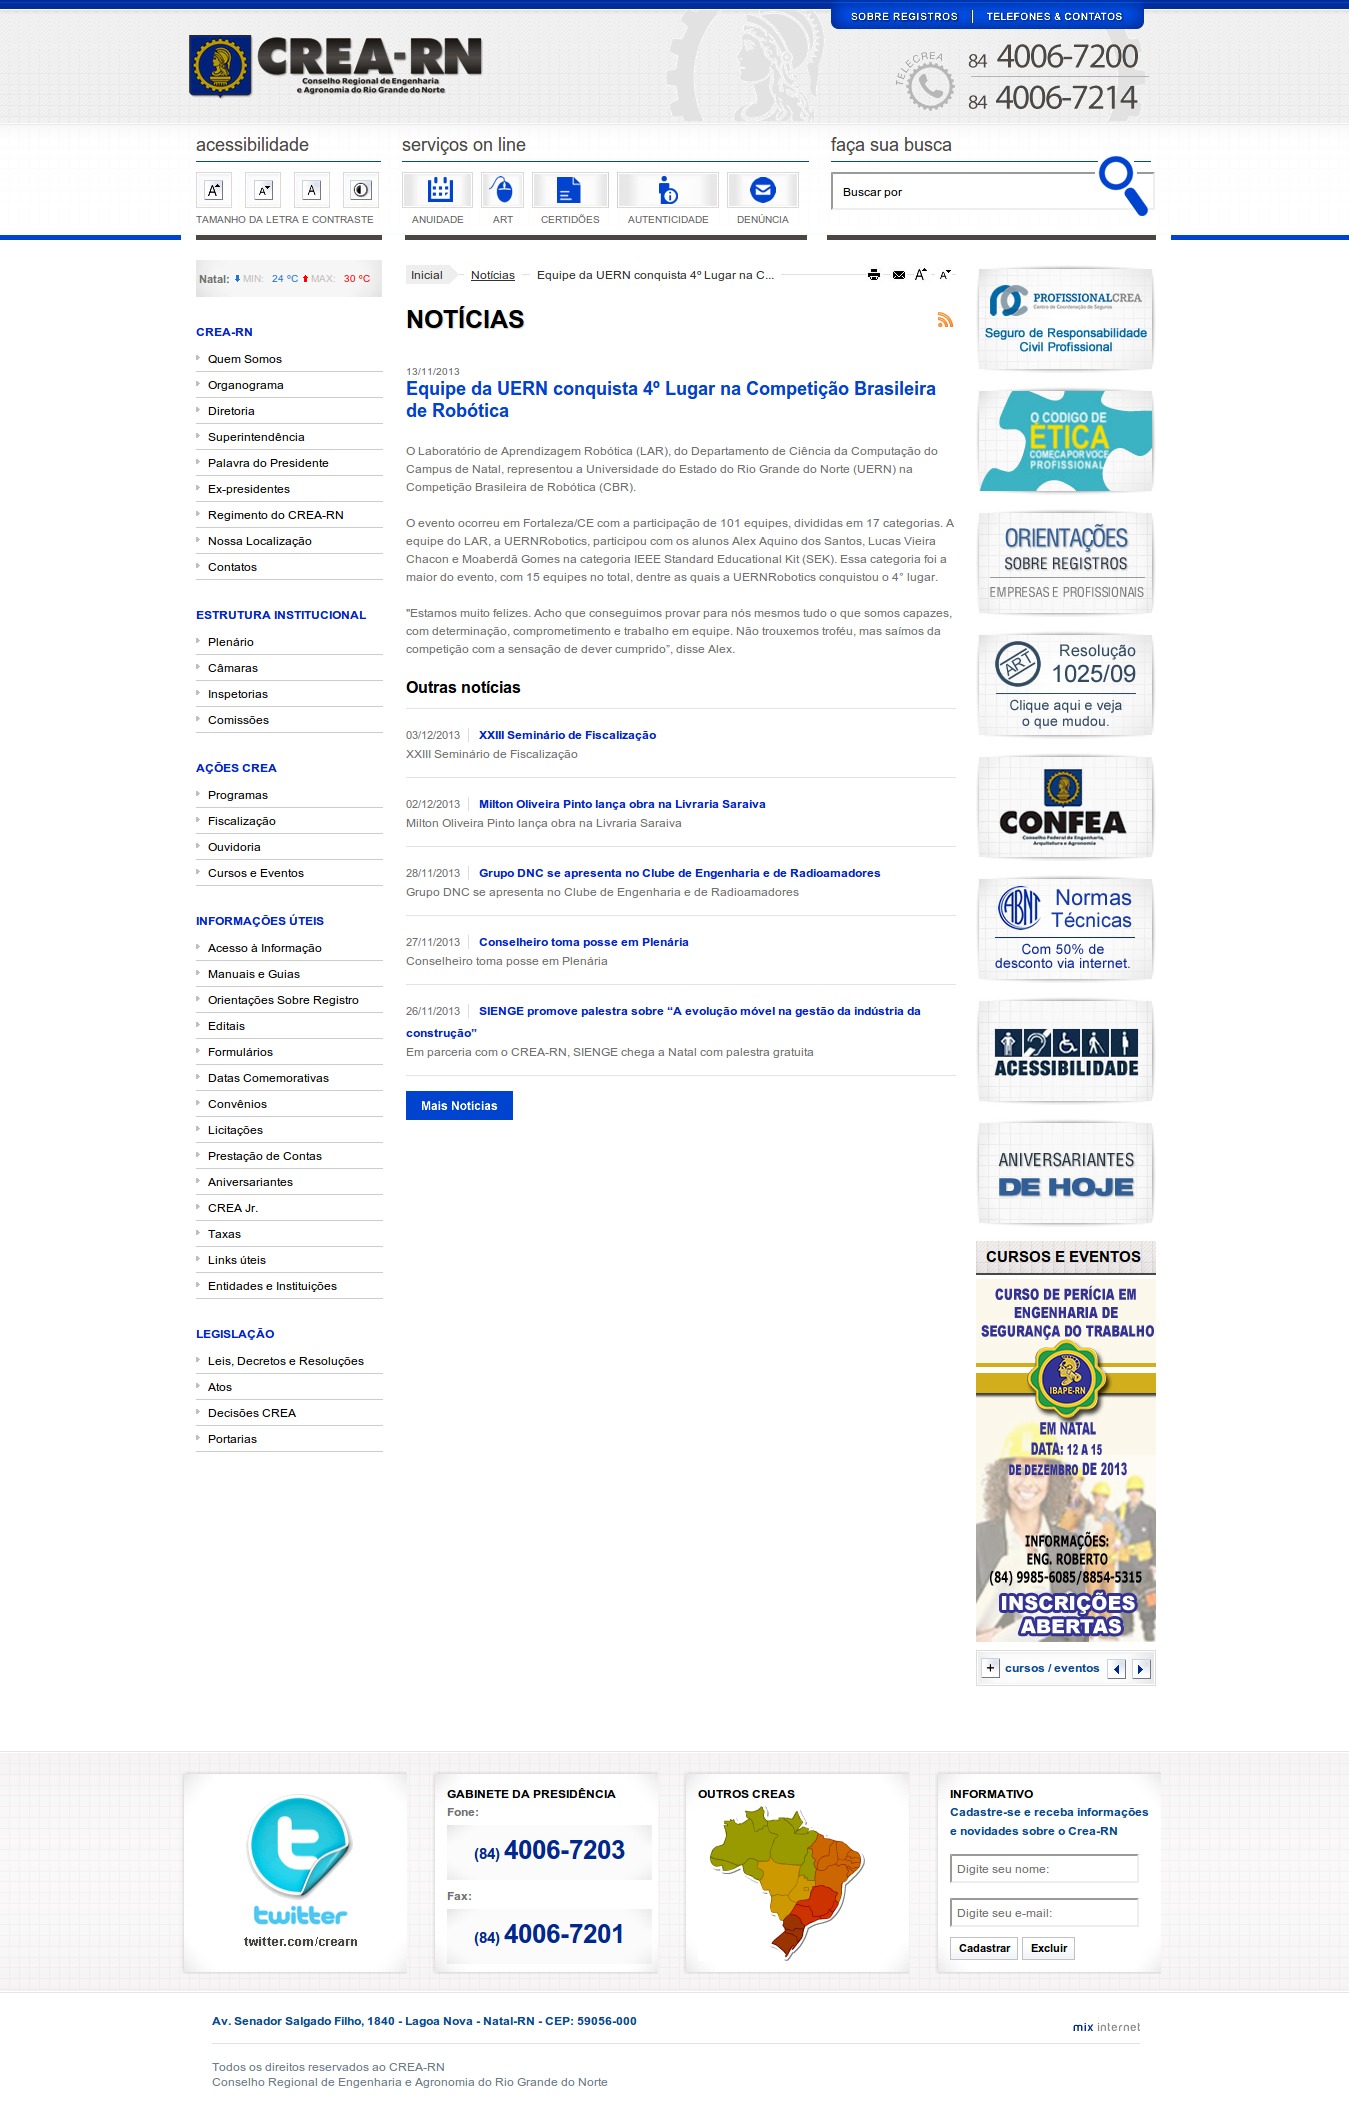 SOBRE REGISTROS | TELEFONES & CONTATOS
CREA-RN
Conselho Regional de Engenharia
e Agronomia do Rio Grande do Norte
TELECREA
84 4006-7200
84 4006-7214
acessibilidade
TAMANHO DA LETRA E CONTRASTE
serviços on line
ANUIDADE ART CERTIDÕES AUTENTICIDADE DENÚNCIA
faça sua busca
Buscar por
Natal: MIN: 24 ºC MAX: 30 ºC
CREA-RN
Quem Somos
Organograma
Diretoria
Superintendência
Palavra do Presidente
Ex-presidentes
Regimento do CREA-RN
Nossa Localização
Contatos
ESTRUTURA INSTITUCIONAL
Plenário
Câmaras
Inspetorias
Comissões
AÇÕES CREA
Programas
Fiscalização
Ouvidoria
Cursos e Eventos
INFORMAÇÕES ÚTEIS
Acesso à Informação
Manuais e Guias
Orientações Sobre Registro
Editais
Formulários
Datas Comemorativas
Convênios
Licitações
Prestação de Contas
Aniversariantes
CREA Jr.
Taxas
Links úteis
Entidades e Instituições
LEGISLAÇÃO
Leis, Decretos e Resoluções
Atos
Decisões CREA
Portarias
Inicial Notícias Equipe da UERN conquista 4º Lugar na C...
NOTÍCIAS
13/11/2013
Equipe da UERN conquista 4º Lugar na Competição Brasileira
de Robótica
O Laboratório de Aprendizagem Robótica (LAR), do Departamento de Ciência da Computação do
Campus de Natal, representou a Universidade do Estado do Rio Grande do Norte (UERN) na
Competição Brasileira de Robótica (CBR).
O evento ocorreu em Fortaleza/CE com a participação de 101 equipes, divididas em 17 categorias. A
equipe do LAR, a UERNRobotics, participou com os alunos Alex Aquino dos Santos, Lucas Vieira
Chacon e Moaberdã Gomes na categoria IEEE Standard Educational Kit (SEK). Essa categoria foi a
maior do evento, com 15 equipes no total, dentre as quais a UERNRobotics conquistou o 4° lugar.
"Estamos muito felizes. Acho que conseguimos provar para nós mesmos tudo o que somos capazes,
com determinação, comprometimento e trabalho em equipe. Não trouxemos troféu, mas saímos da
competição com a sensação de dever cumprido”, disse Alex.
Outras notícias
03/12/2013 XXIII Seminário de Fiscalização
XXIII Seminário de Fiscalização
02/12/2013 Milton Oliveira Pinto lança obra na Livraria Saraiva
Milton Oliveira Pinto lança obra na Livraria Saraiva
28/11/2013 Grupo DNC se apresenta no Clube de Engenharia e de Radioamadores
Grupo DNC se apresenta no Clube de Engenharia e de Radioamadores
27/11/2013 Conselheiro toma posse em Plenária
Conselheiro toma posse em Plenária
26/11/2013 SIENGE promove palestra sobre “A evolução móvel na gestão da indústria da
construção”
Em parceria com o CREA-RN, SIENGE chega a Natal com palestra gratuita
Mais Noticias
PROFISSIONALCREA
Centro de Coordenação de Seguros
Seguro de Responsabilidade
Civil Profissional
O CÓDIGO DE
ÉTICA
COMEÇA POR VOCÊ
PROFISSIONAL
ORIENTAÇÕES
SOBRE REGISTROS
EMPRESAS E PROFISSIONAIS
ART
Resolução
1025/09
Clique aqui e veja
o que mudou.
CONFEA
Conselho Federal de Engenharia,
Arquitetura e Agronomia
ABNT
Normas
Técnicas
Com 50% de
desconto via internet.
ACESSIBILIDADE
ANIVERSARIANTES
DE HOJE
CURSOS E EVENTOS
CURSO DE PERÍCIA EM
ENGENHARIA DE
SEGURANÇA DO TRABALHO
IBAPE-RN
EM NATAL
DATA: 12 A 15
DE DEZEMBRO DE 2013
INFORMAÇÕES:
ENG. ROBERTO
(84) 9985-6085/8854-5315
INSCRIÇÕES
ABERTAS
+ cursos / eventos
twitter
twitter.com/crearn
GABINETE DA PRESIDÊNCIA
Fone:
(84) 4006-7203
Fax:
(84) 4006-7201
OUTROS CREAS
INFORMATIVO
Cadastre-se e receba informações
e novidades sobre o Crea-RN
Digite seu nome:
Digite seu e-mail:
Cadastrar Excluir
Av. Senador Salgado Filho, 1840 - Lagoa Nova - Natal-RN - CEP: 59056-000
mix internet
Todos os direitos reservados ao CREA-RN
Conselho Regional de Engenharia e Agronomia do Rio Grande do Norte